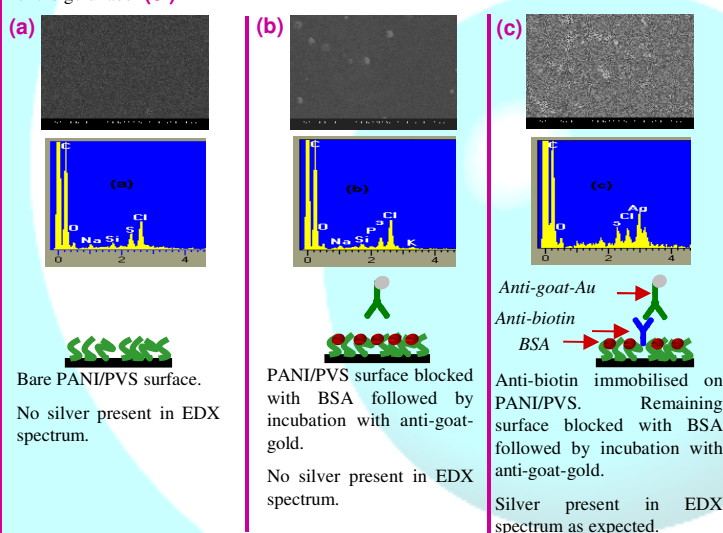 (a)
C
(a)
O
Na
Si
S
Cl
0
2
4
Bare PANI/PVS surface.
No silver present in EDX
spectrum.
(b)
C
(b)
O
Na
Si
P
S
Cl
K
0
2
4
PANI/PVS surface blocked
with BSA followed by
incubation with anti-goat-
gold.
No silver present in EDX
spectrum.
(c)
C
(c)
O
S
Cl
Ag
0
2
4
Anti-goat-Au
Anti-biotin
BSA
Anti-biotin immobilised on
PANI/PVS. Remaining
surface blocked with BSA
followed by incubation with
anti-goat-gold.
Silver present in EDX
spectrum as expected.